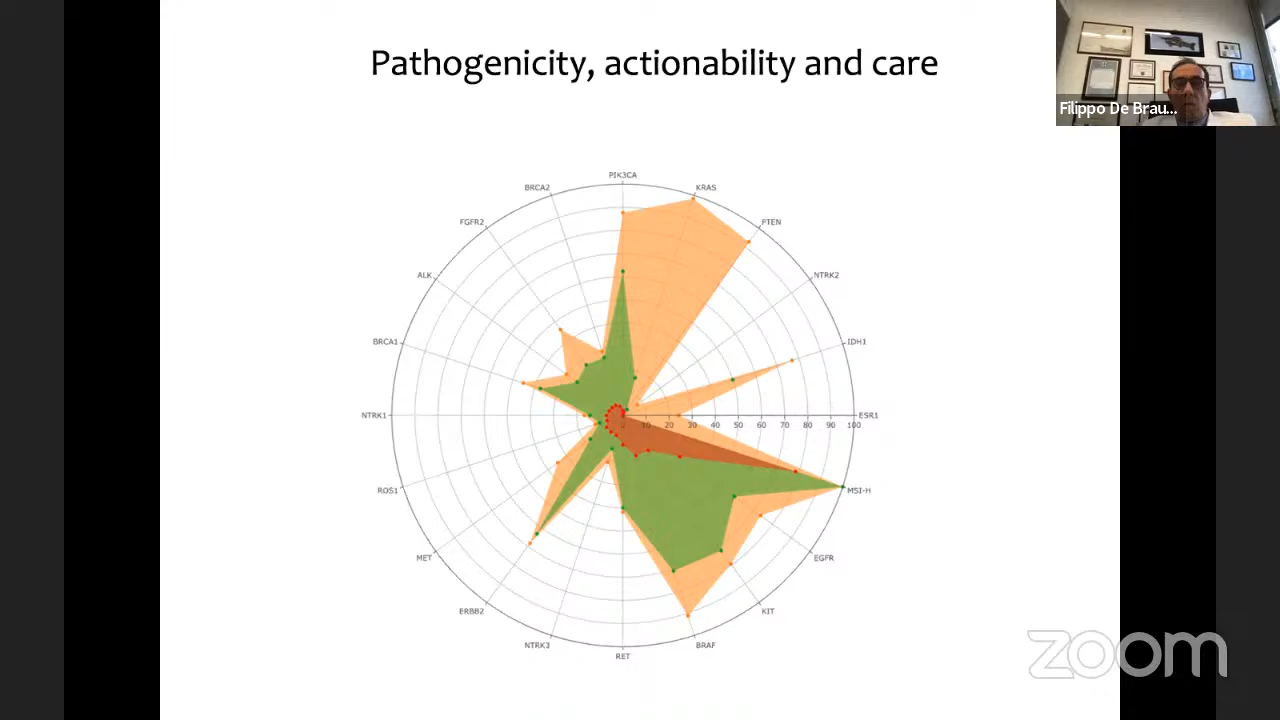 Pathogenicity, actionability and care
Filippo De Brau...
PIK3CA
BRCA2
KRAS
FGFR2
PTEN
ALK
NTRK2
BRCA1
IDH1
NTRK1
ESR1
0 10 20 30 40 50 60 70 80 90 100
ROS1
MSI-H
MET
EGFR
ERBB2
KIT
NTRK3
BRAF
RET
zoom